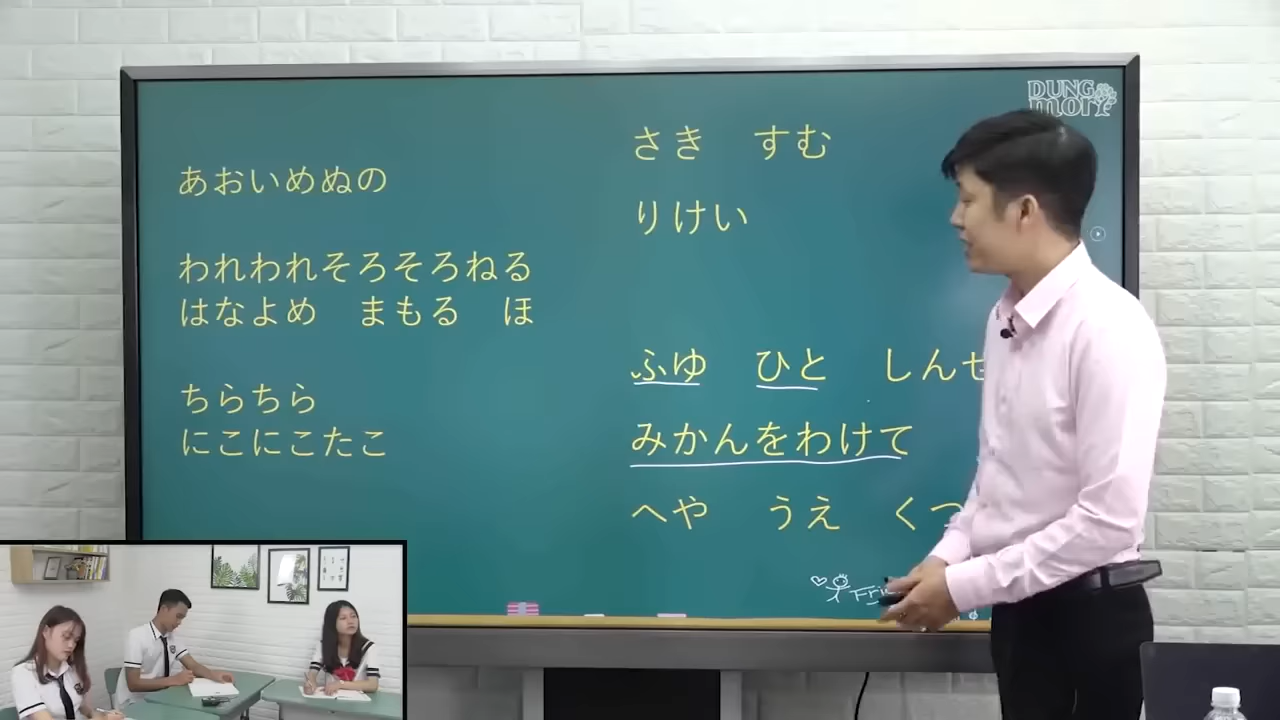 あおいめぬの
われわれそろそろねる
はなよめ まもる ほ
ちらちら
にこにこたこ
DUNG
mori
さき すむ
りけい
ふゆ ひと しんせ
みかんをわけて
へや うえ くつ